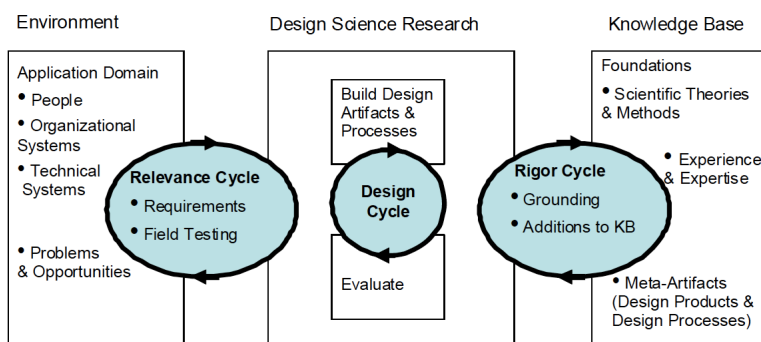 Environment
Design Science Research
Knowledge Base
Application Domain
• People
• Organizational
Systems
• Technical
Systems
• Problems
& Opportunities
Relevance Cycle
• Requirements
• Field Testing
Build Design
Artifacts &
Processes
Design
Cycle
Evaluate
Rigor Cycle
• Grounding
• Additions to KB
Foundations
• Scientific Theories
& Methods
• Experience
& Expertise
• Meta-Artifacts
(Design Products &
Design Processes)